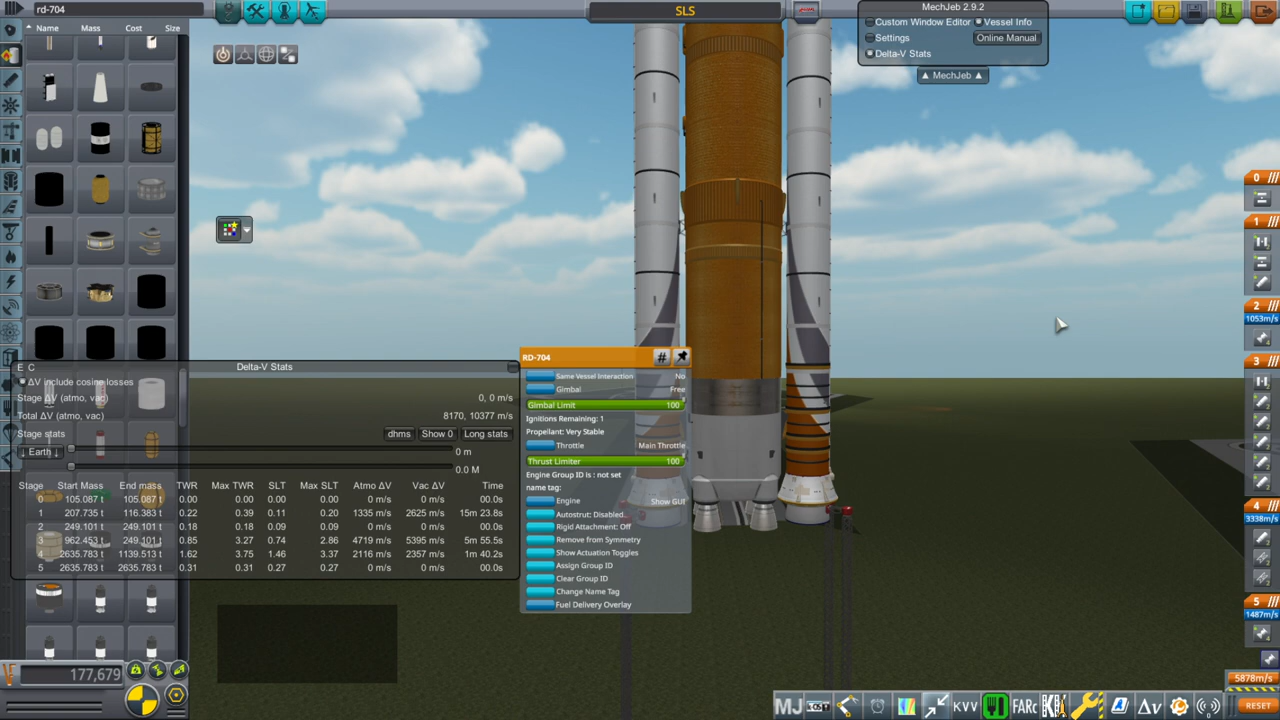 rd-704
SLS
MechJeb 2.9.2
Custom Window Editor Vessel Info
Settings Online Manual
Delta-V Stats
▲ MechJeb ▲
Name Mass Cost Size
0
1
2
1053m/s
3
4
3338m/s
5
1487m/s
5878m/s
RESET
E C Delta-V Stats
ΔV include cosine losses
Stage ΔV (atmo, vac) 0, 0 m/s
Total ΔV (atmo, vac) 8170, 10377 m/s
Stage stats dhms Show 0 Long stats
↓ Earth ↓ 0 m
0.0 M
Stage Start Mass End mass TWR Max TWR SLT Max SLT Atmo ΔV Vac ΔV Time
0 105.087 t 105.087 t 0.00 0.00 0.00 0.00 0 m/s 0 m/s 00.0s
1 207.735 t 116.383 t 0.22 0.39 0.11 0.20 1335 m/s 2625 m/s 15m 23.8s
2 249.101 t 249.101 t 0.18 0.18 0.09 0.09 0 m/s 0 m/s 00.0s
3 962.453 t 249.101 t 0.85 3.27 0.74 2.86 4719 m/s 5395 m/s 5m 55.5s
4 2635.783 t 1139.513 t 1.62 3.75 1.46 3.37 2116 m/s 2357 m/s 1m 40.2s
5 2635.783 t 2635.783 t 0.31 0.31 0.27 0.27 0 m/s 0 m/s 00.0s
RD-704 #
Same Vessel Interaction No
Gimbal Free
Gimbal Limit 100
Ignitions Remaining: 1
Propellant: Very Stable
Throttle Main Throttle
Thrust Limiter 100
Engine Group ID is : not set
name tag:
Engine Show GUI
Autostrut: Disabled..
Rigid Attachment: Off
Remove from Symmetry
Show Actuation Toggles
Assign Group ID
Clear Group ID
Change Name Tag
Fuel Delivery Overlay
177,679
MJ KVV FARc Δv